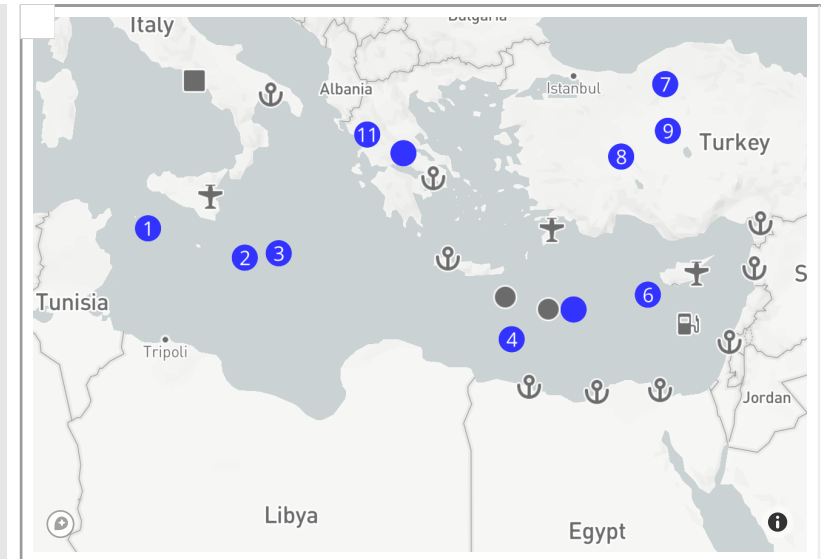 Italy
Bulgaria
Albania
Istanbul
7
11
9
Turkey
8
1
2
3
Tunisia
6
S
4
Tripoli
Jordan
Libya
Egypt
i